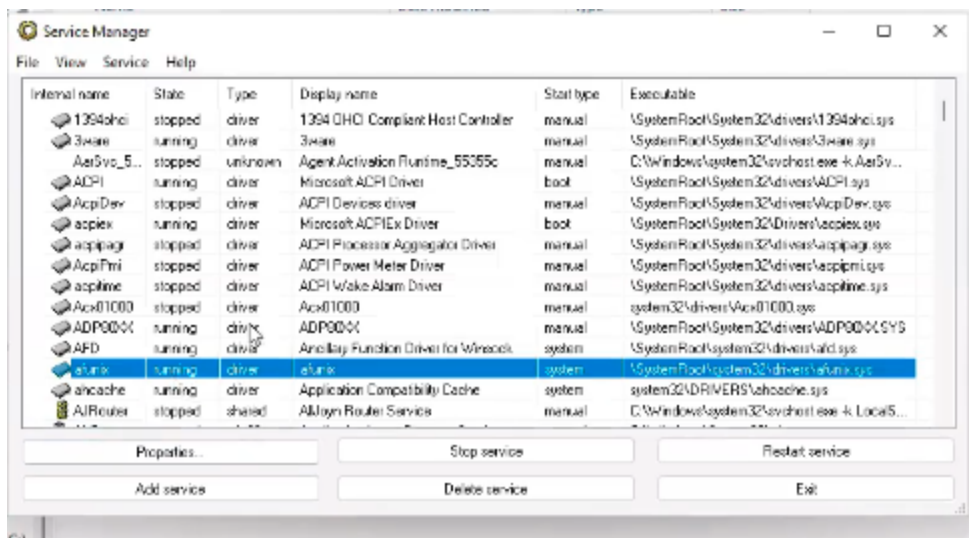 Service Manager
File View Service Help
Internal name State Type Display name Start type Executable
1394ohci stopped driver 1394 OHCI Compliant Host Controller manual \SystemRoot\System32\drivers\1394ohci.sys
3ware running driver 3ware manual \SystemRoot\System32\drivers\3ware.sys
AarSvc_5... stopped unknown Agent Activation Runtime_55355c manual C:\Windows\system32\svchost.exe -k AarSv...
ACPI running driver Microsoft ACPI Driver boot \SystemRoot\System32\drivers\ACPI.sys
AcpiDev stopped driver ACPI Devices driver manual \SystemRoot\System32\drivers\AcpiDev.sys
acpiex running driver Microsoft ACPIEx Driver boot \SystemRoot\System32\Drivers\acpiex.sys
acpipagr stopped driver ACPI Processor Aggregator Driver manual \SystemRoot\System32\drivers\acpipagr.sys
AcpiPmi stopped driver ACPI Power Meter Driver manual \SystemRoot\System32\drivers\acpipmi.sys
acpitime stopped driver ACPI Wake Alarm Driver manual \SystemRoot\System32\drivers\acpitime.sys
Acx01000 stopped driver Acx01000 manual system32\drivers\Acx01000.sys
ADP80XX running driver ADP80XX manual \SystemRoot\System32\drivers\ADP80XX.SYS
AFD running driver Ancillary Function Driver for Winsock system \SystemRoot\system32\drivers\afd.sys
afunix running driver afunix system \SystemRoot\system32\drivers\afunix.sys
ahcache running driver Application Compatibility Cache system system32\DRIVERS\ahcache.sys
AJRouter stopped shared AllJoyn Router Service manual C:\Windows\system32\svchost.exe -k LocalS...
Properties... Stop service Restart service
Add service Delete service Exit